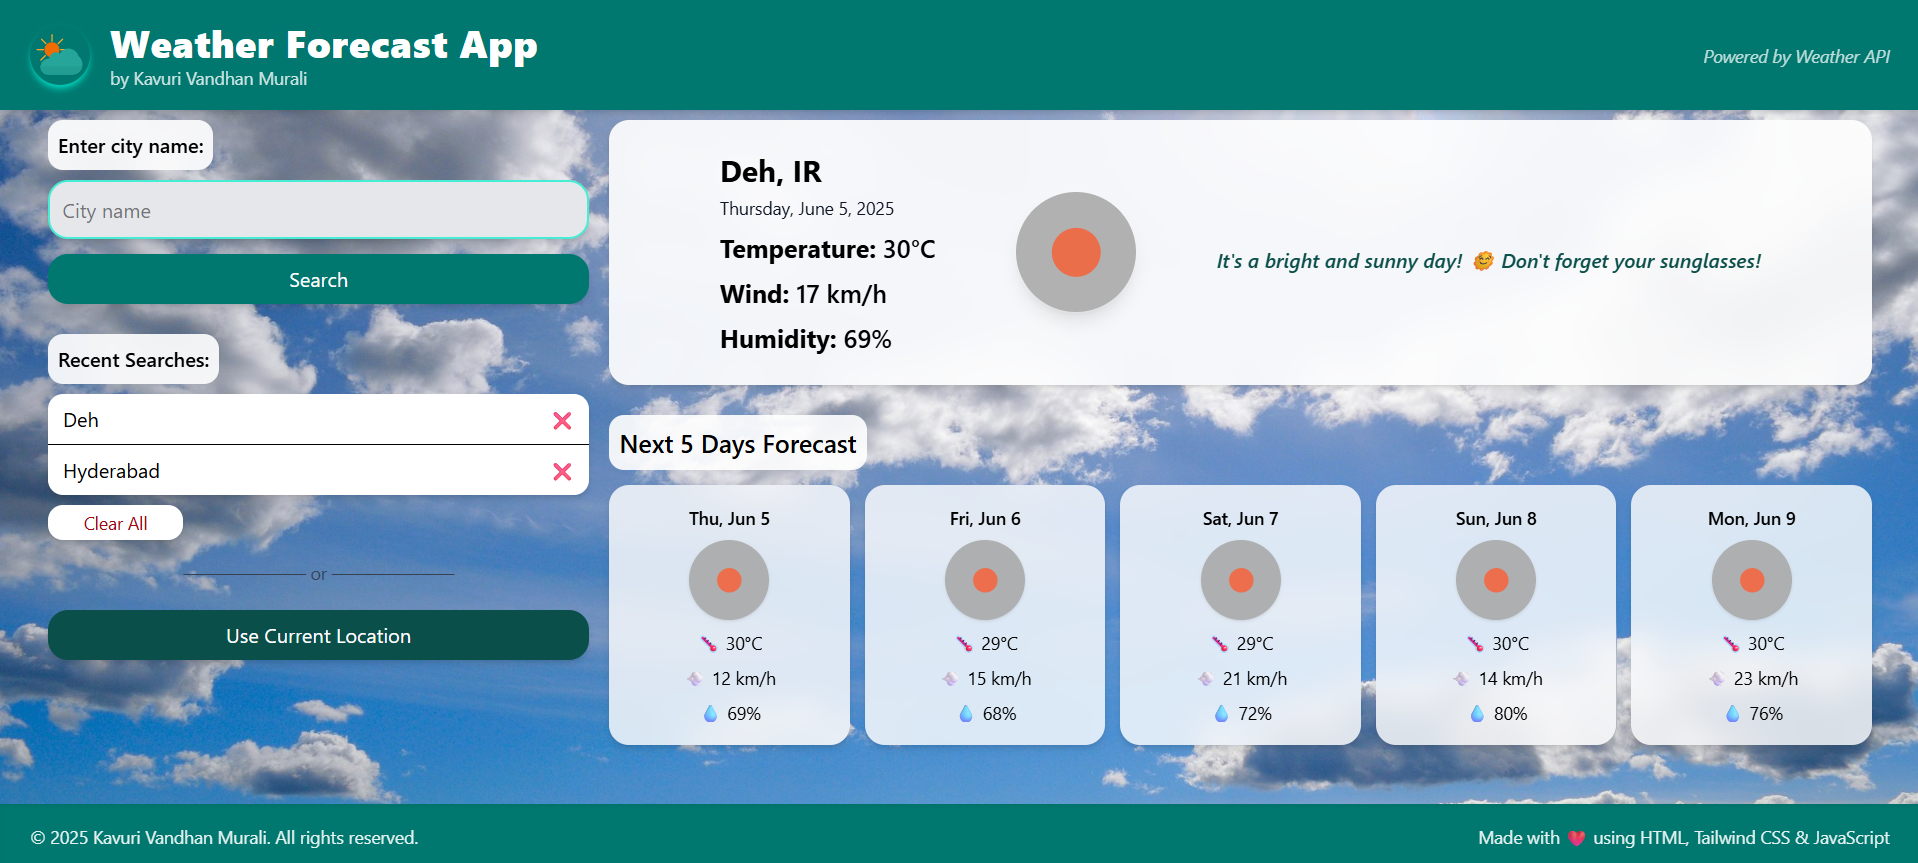 Weather Forecast App
by Kavuri Vandhan Murali
Powered by Weather API
Enter city name:
City name
Search
Recent Searches:
Deh
Hyderabad
Clear All
or
Use Current Location
Deh, IR
Thursday, June 5, 2025
Temperature: 30°C
Wind: 17 km/h
Humidity: 69%
It's a bright and sunny day! 🌞 Don't forget your sunglasses!
Next 5 Days Forecast
Thu, Jun 5
30°C
12 km/h
69%
Fri, Jun 6
29°C
15 km/h
68%
Sat, Jun 7
29°C
21 km/h
72%
Sun, Jun 8
30°C
14 km/h
80%
Mon, Jun 9
30°C
23 km/h
76%
© 2025 Kavuri Vandhan Murali. All rights reserved.
Made with 💗 using HTML, Tailwind CSS & JavaScript